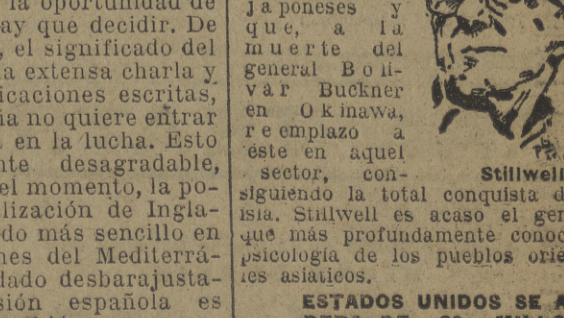 la oportunidad de
ay que decidir. De
, el significado del
a extensa charla y
icaciones escritas,
ia no quiere entrar
en la lucha. Esto
nte desagradable,
el momento, la po-
lización de Ingla-
do más sencillo en
nes del Mediterrá-
dado desbarajusta-
sión española es
japoneses y
que, a la
muerte del
general Bolí-
var Buckner
en Okinawa,
reemplazó a
éste en aquel
sector, con-
siguiendo la total conquista d
isla. Stillwell es acaso el gen
que más profundamente conoc
psicología de los pueblos orie
les asiáticos.
Stillwell
ESTADOS UNIDOS SE A